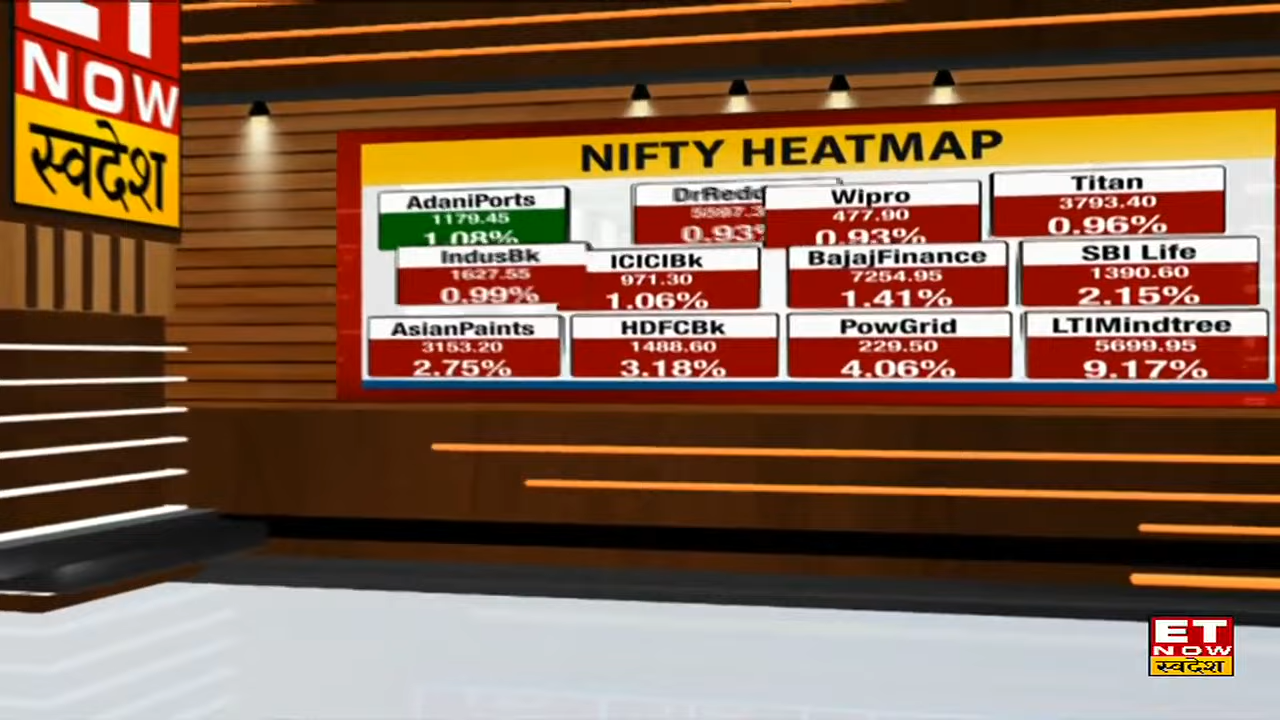 ET
NOW
स्वदेश
NIFTY HEATMAP
AdaniPorts
1179.45
1.08%
Wipro
477.90
0.93%
Titan
3793.40
0.96%
IndusBk
1627.55
0.99%
ICICIBk
971.30
1.06%
BajajFinance
7254.95
1.41%
SBI Life
1390.60
2.15%
AsianPaints
3153.20
2.75%
HDFCBk
1488.60
3.18%
PowGrid
229.50
4.06%
LTIMindtree
5699.95
9.17%
ET
NOW
स्वदेश